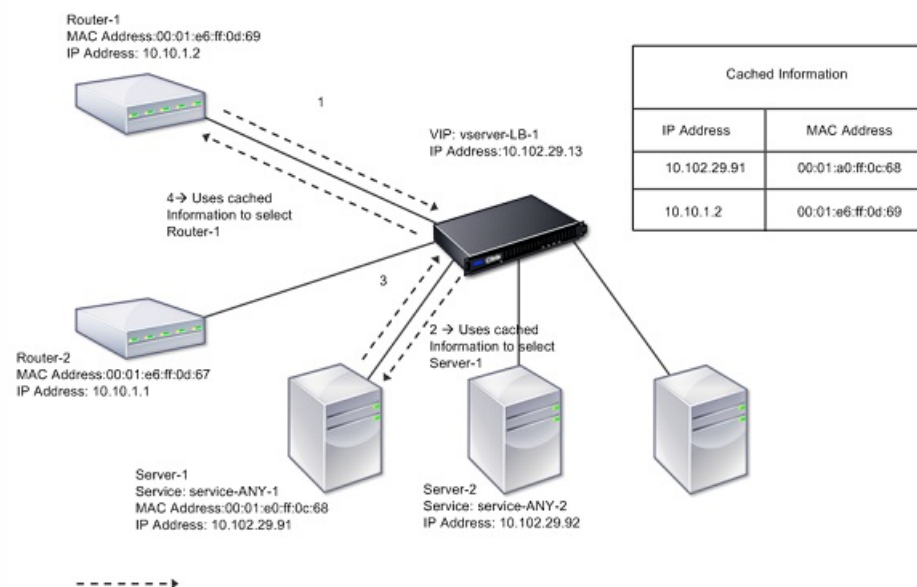 Router-1
MAC Address:00:01:e6:ff:0d:69
IP Address: 10.10.1.2
1
VIP: vserver-LB-1
IP Address:10.102.29.13
Cached Information
IP Address MAC Address
10.102.29.91 00:01:a0:ff:0c:68
10.10.1.2 00:01:e6:ff:0d:69
4→ Uses cached
Information to select
Router-1
3
2 → Uses cached
Information to select
Server-1
Router-2
MAC Address:00:01:e6:ff:0d:67
IP Address: 10.10.1.1
Server-1
Service: service-ANY-1
MAC Address:00:01:e0:ff:0c:68
IP Address: 10.102.29.91
Server-2
Service: service-ANY-2
IP Address: 10.102.29.92